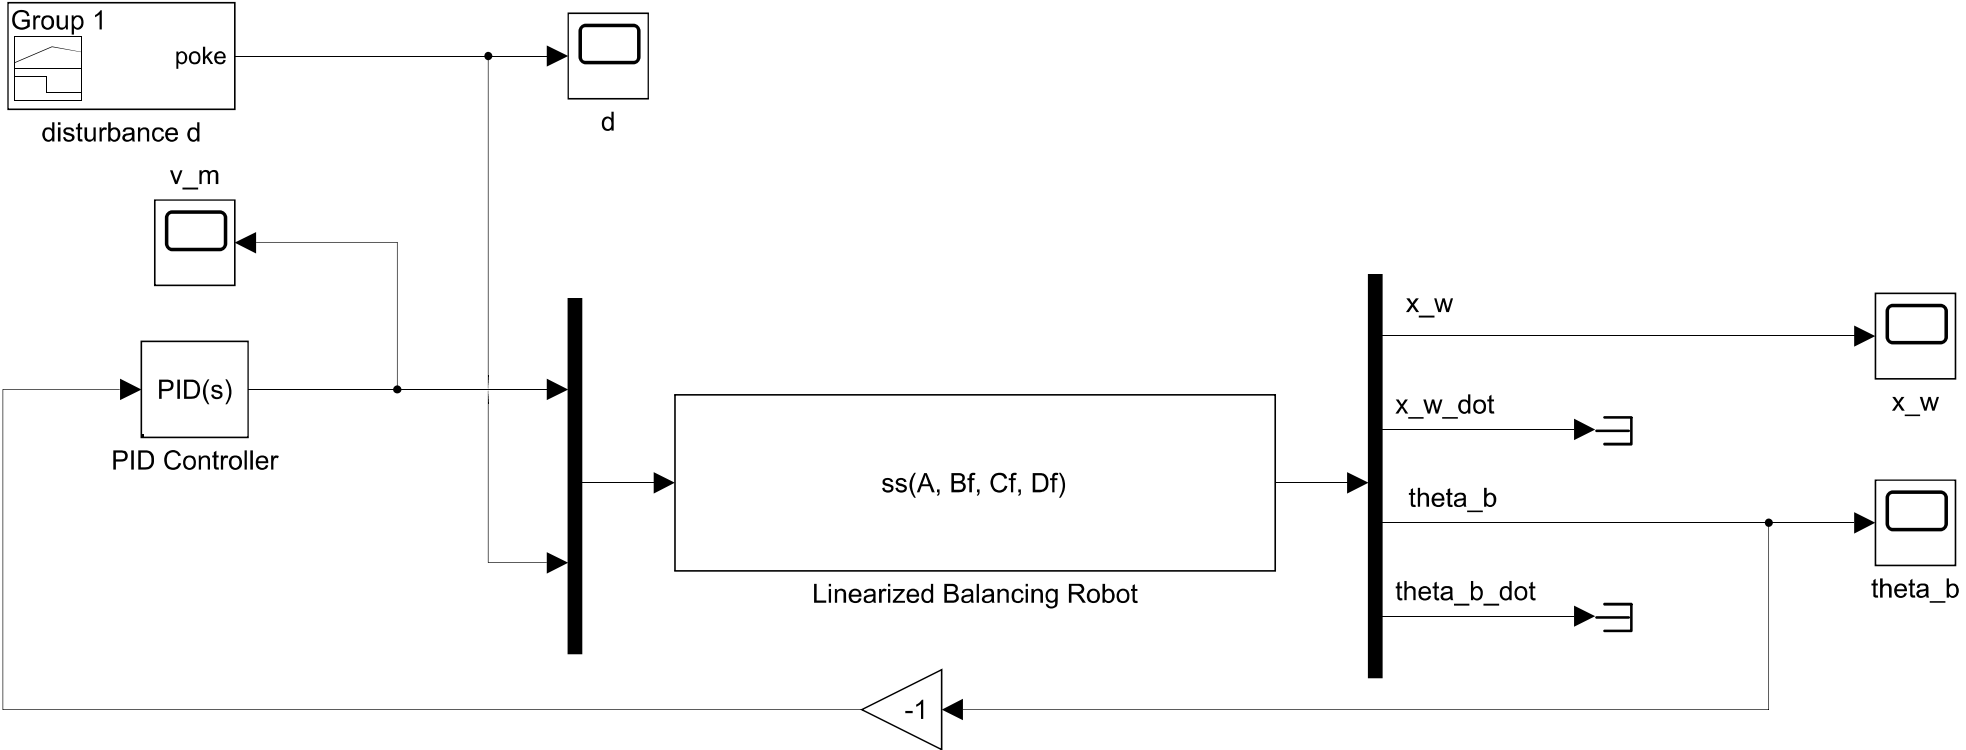 Group 1
poke
disturbance d
d
v_m
PID(s)
PID Controller
ss(A, Bf, Cf, Df)
Linearized Balancing Robot
x_w
x_w_dot
theta_b
theta_b_dot
x_w
theta_b
-1